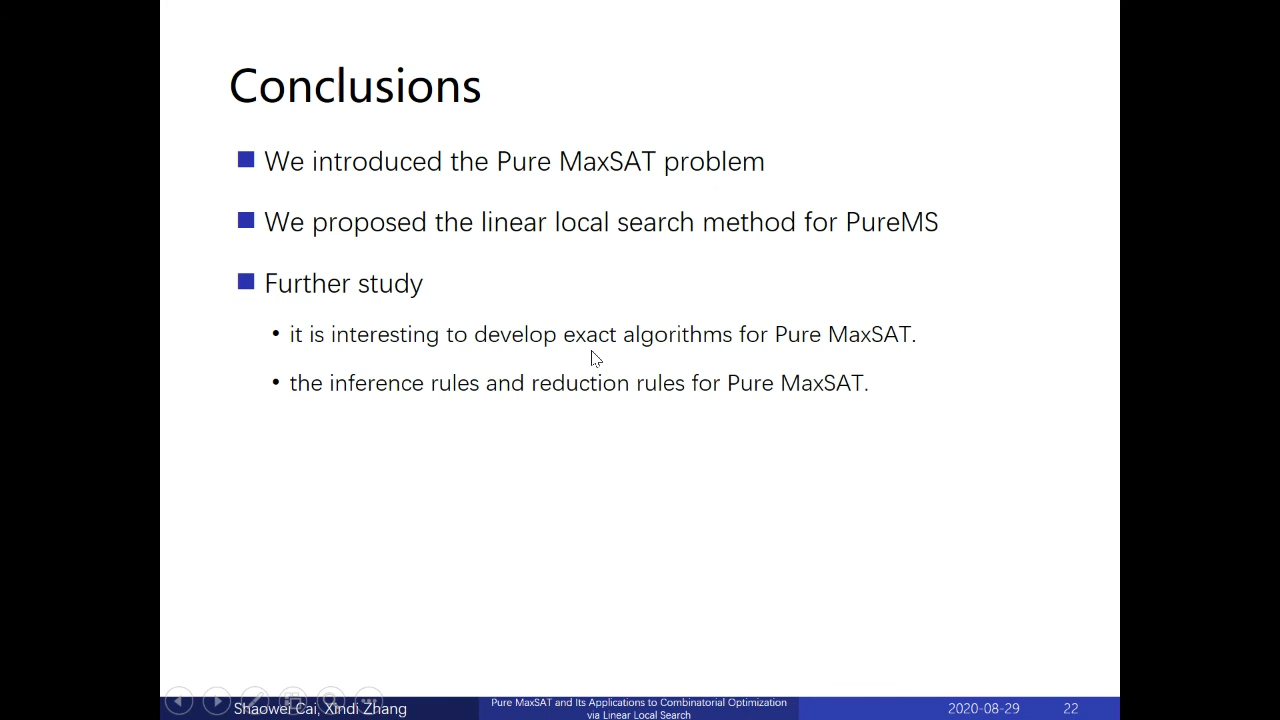 Conclusions
We introduced the Pure MaxSAT problem
We proposed the linear local search method for PureMS
Further study
• it is interesting to develop exact algorithms for Pure MaxSAT.
• the inference rules and reduction rules for Pure MaxSAT.
Shaowei Cai, Xindi Zhang
Pure MaxSAT and Its Applications to Combinatorial Optimization
via Linear Local Search
2020-08-29
22